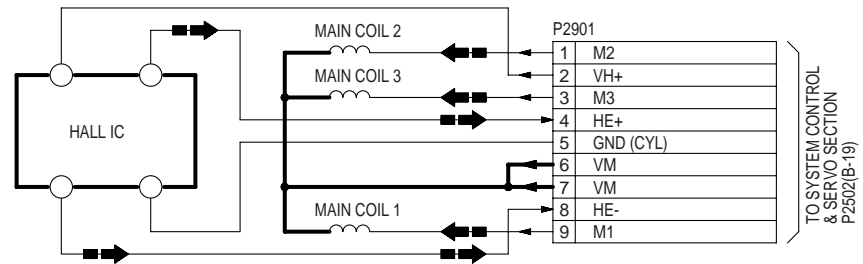 P2901
MAIN COIL 2
1 M2
2 VH+
MAIN COIL 3
3 M3
4 HE+
HALL IC
5 GND (CYL)
6 VM
7 VM
MAIN COIL 1
8 HE-
9 M1
TO SYSTEM CONTROL
& SERVO SECTION
P2502(B-19)